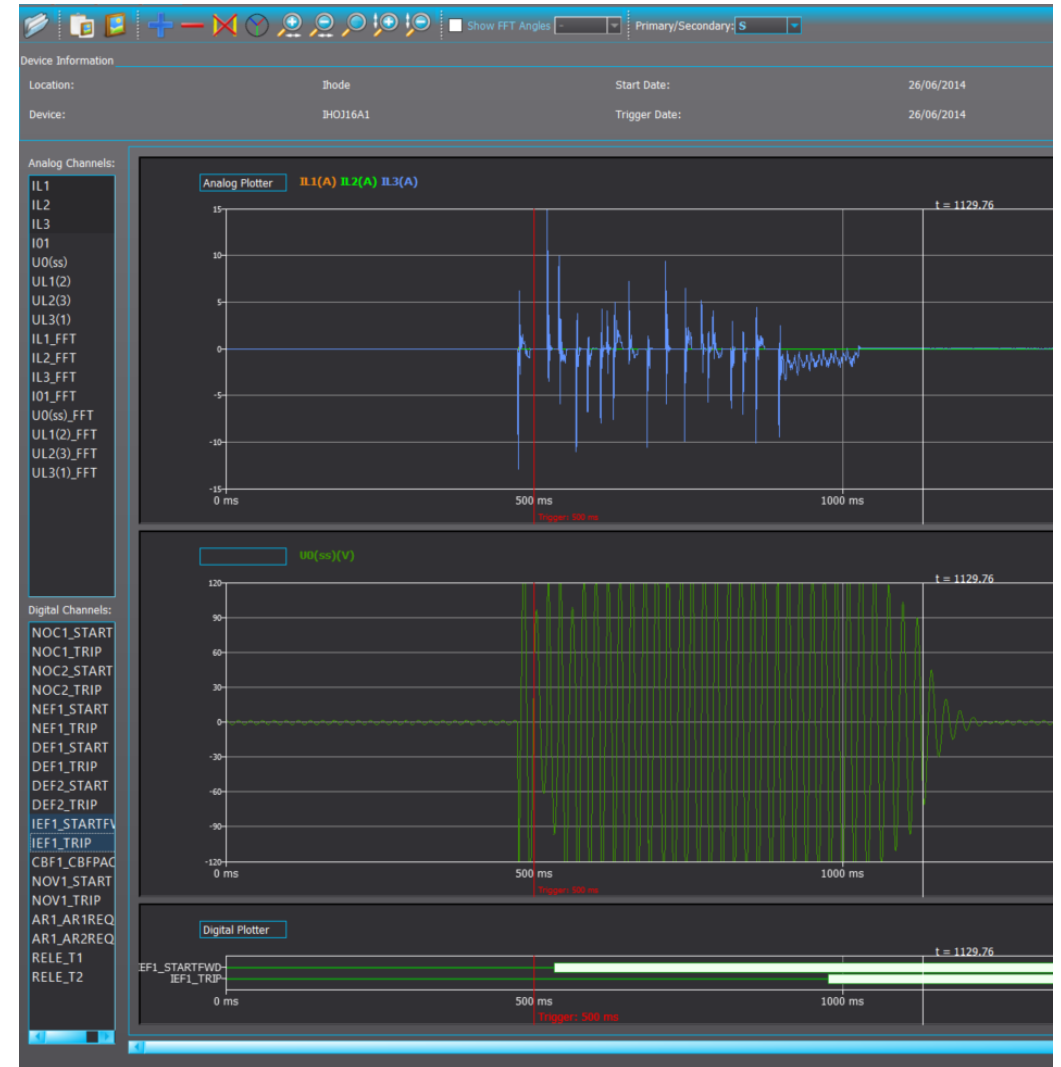 Show FFT Angles - Primary/Secondary: S
Device Information
Location: Ihode Start Date: 26/06/2014
Device: IHOJ16A1 Trigger Date: 26/06/2014
Analog Channels:
IL1
IL2
IL3
I01
U0(ss)
UL1(2)
UL2(3)
UL3(1)
IL1_FFT
IL2_FFT
IL3_FFT
I01_FFT
U0(ss)_FFT
UL1(2)_FFT
UL2(3)_FFT
UL3(1)_FFT
Digital Channels:
NOC1_START
NOC1_TRIP
NOC2_START
NOC2_TRIP
NEF1_START
NEF1_TRIP
DEF1_START
DEF1_TRIP
DEF2_START
DEF2_TRIP
IEF1_STARTFW
IEF1_TRIP
CBF1_CBFPAC
NOV1_START
NOV1_TRIP
AR1_AR1REQ
AR1_AR2REQ
RELE_T1
RELE_T2
Analog Plotter IL1(A) IL2(A) IL3(A)
t = 1129.76
15
10
5
0
-5
-10
-15
0 ms 500 ms 1000 ms
Trigger: 500 ms
U0(ss)(V)
t = 1129.76
120
90
60
30
0
-30
-60
-90
-120
0 ms 500 ms 1000 ms
Trigger: 500 ms
Digital Plotter
t = 1129.76
IEF1_STARTFWD
IEF1_TRIP
0 ms 500 ms 1000 ms
Trigger: 500 ms